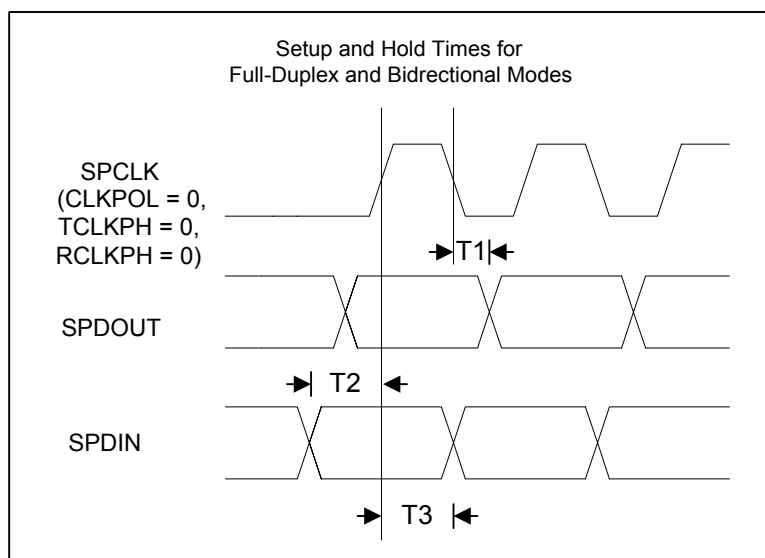 Setup and Hold Times for
Full-Duplex and Bidrectional Modes
SPCLK
(CLKPOL = 0,
TCLKPH = 0,
RCLKPH = 0)
T1
SPDOUT
T2
SPDIN
T3